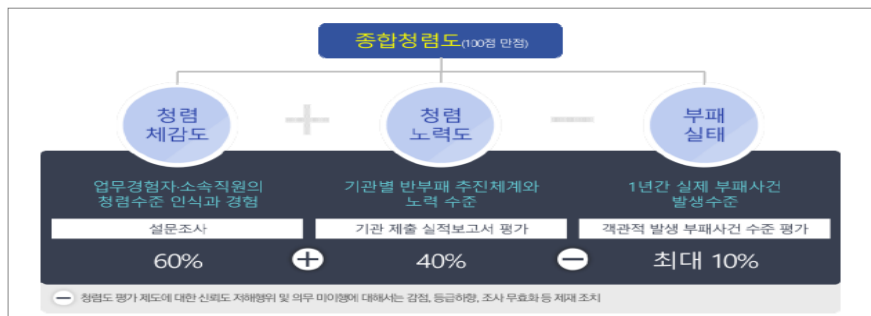 종합청렴도(100점 만점)
청렴
체감도
+
청렴
노력도
—
부패
실태
업무경험자·소속직원의
청렴수준 인식과 경험
기관별 반부패 추진체계와
노력 수준
1년간 실제 부패사건
발생수준
설문조사
기관 제출 실적보고서 평가
객관적 발생 부패사건 수준 평가
60%
+
40%
−
최대 10%
− 청렴도 평가 제도에 대한 신뢰도 저해행위 및 의무 미이행에 대해서는 감점, 등급하향, 조사 무효화 등 제재 조치